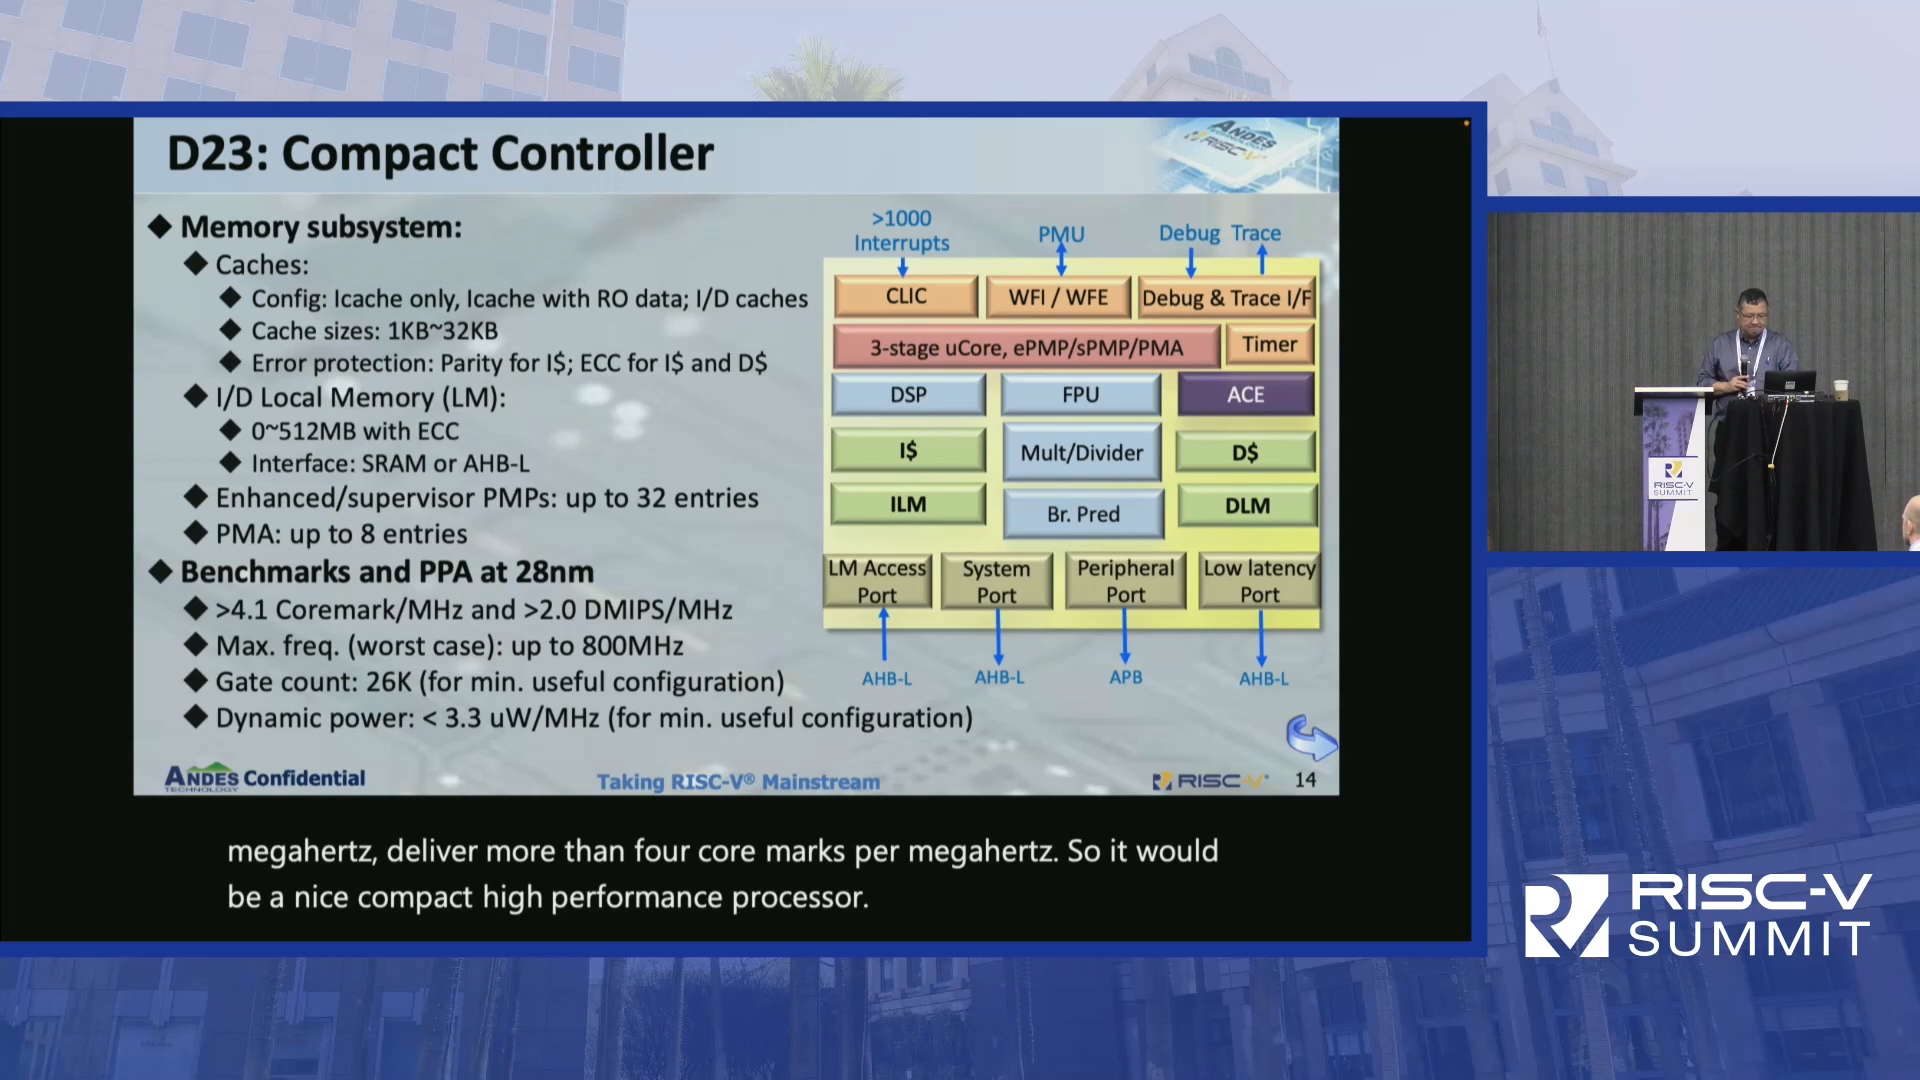 D23: Compact Controller
ANDES
TECHNOLOGY
RISC-V
Memory subsystem:
Caches:
Config: Icache only, Icache with RO data; I/D caches
Cache sizes: 1KB~32KB
Error protection: Parity for I$; ECC for I$ and D$
I/D Local Memory (LM):
0~512MB with ECC
Interface: SRAM or AHB-L
Enhanced/supervisor PMPs: up to 32 entries
PMA: up to 8 entries
Benchmarks and PPA at 28nm
>4.1 Coremark/MHz and >2.0 DMIPS/MHz
Max. freq. (worst case): up to 800MHz
Gate count: 26K (for min. useful configuration)
Dynamic power: < 3.3 uW/MHz (for min. useful configuration)
>1000
Interrupts
PMU
Debug Trace
CLIC
WFI / WFE
Debug & Trace I/F
3-stage uCore, ePMP/sPMP/PMA
Timer
DSP
FPU
ACE
I$
Mult/Divider
D$
ILM
Br. Pred
DLM
LM Access
Port
System
Port
Peripheral
Port
Low latency
Port
AHB-L
AHB-L
APB
AHB-L
ANDES
TECHNOLOGY
Confidential
Taking RISC-V® Mainstream
RISC-V®
14
megahertz, deliver more than four core marks per megahertz. So it would
be a nice compact high performance processor.
RISC-V
SUMMIT
RISC-V
SUMMIT